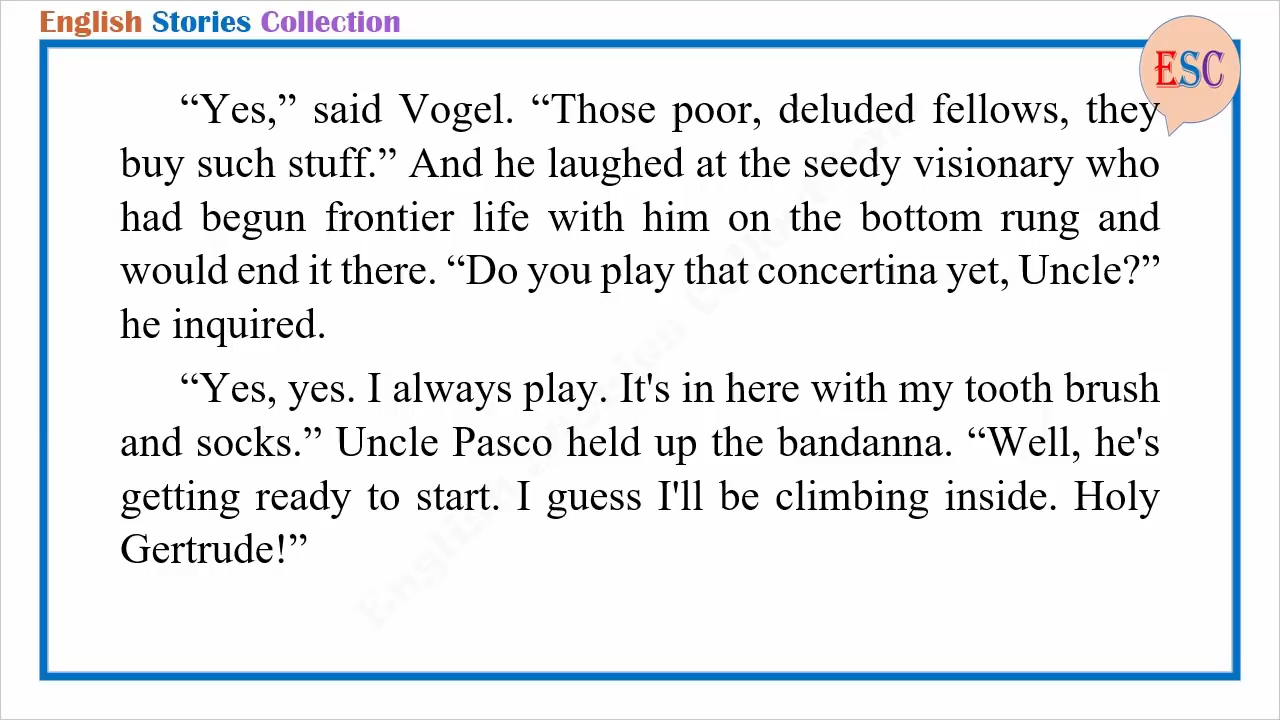 English Stories Collection
ESC
“Yes,” said Vogel. “Those poor, deluded fellows, they
buy such stuff.” And he laughed at the seedy visionary who
had begun frontier life with him on the bottom rung and
would end it there. “Do you play that concertina yet, Uncle?”
he inquired.
“Yes, yes. I always play. It's in here with my tooth brush
and socks.” Uncle Pasco held up the bandanna. “Well, he's
getting ready to start. I guess I'll be climbing inside. Holy
Gertrude!”